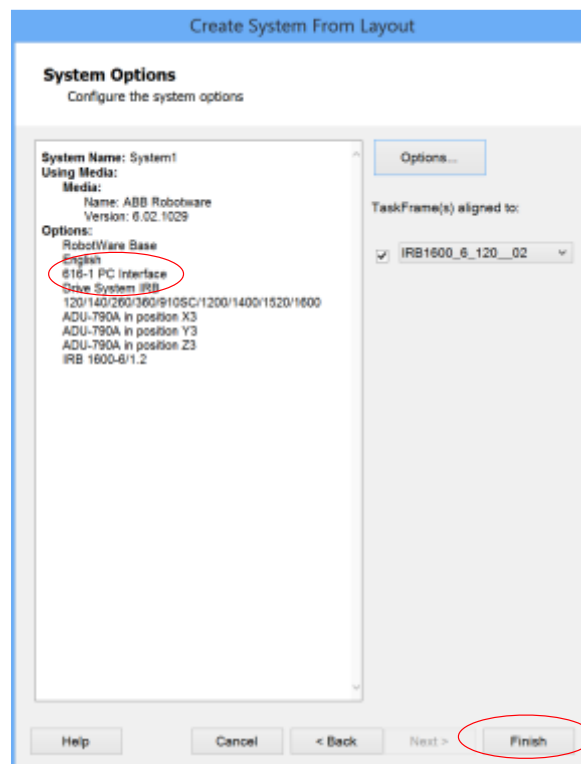 Create System From Layout
System Options
Configure the system options
System Name: System1
Using Media:
Media:
Name: ABB Robotware
Version: 6.02.1029
Options:
RobotWare Base
English
616-1 PC Interface
Drive System IRB
120/140/260/360/910SC/1200/1400/1520/1600
ADU-790A in position X3
ADU-790A in position Y3
ADU-790A in position Z3
IRB 1600-6/1.2
Options...
TaskFrame(s) aligned to:
IRB1600_6_120__02
Help
Cancel
< Back
Next >
Finish